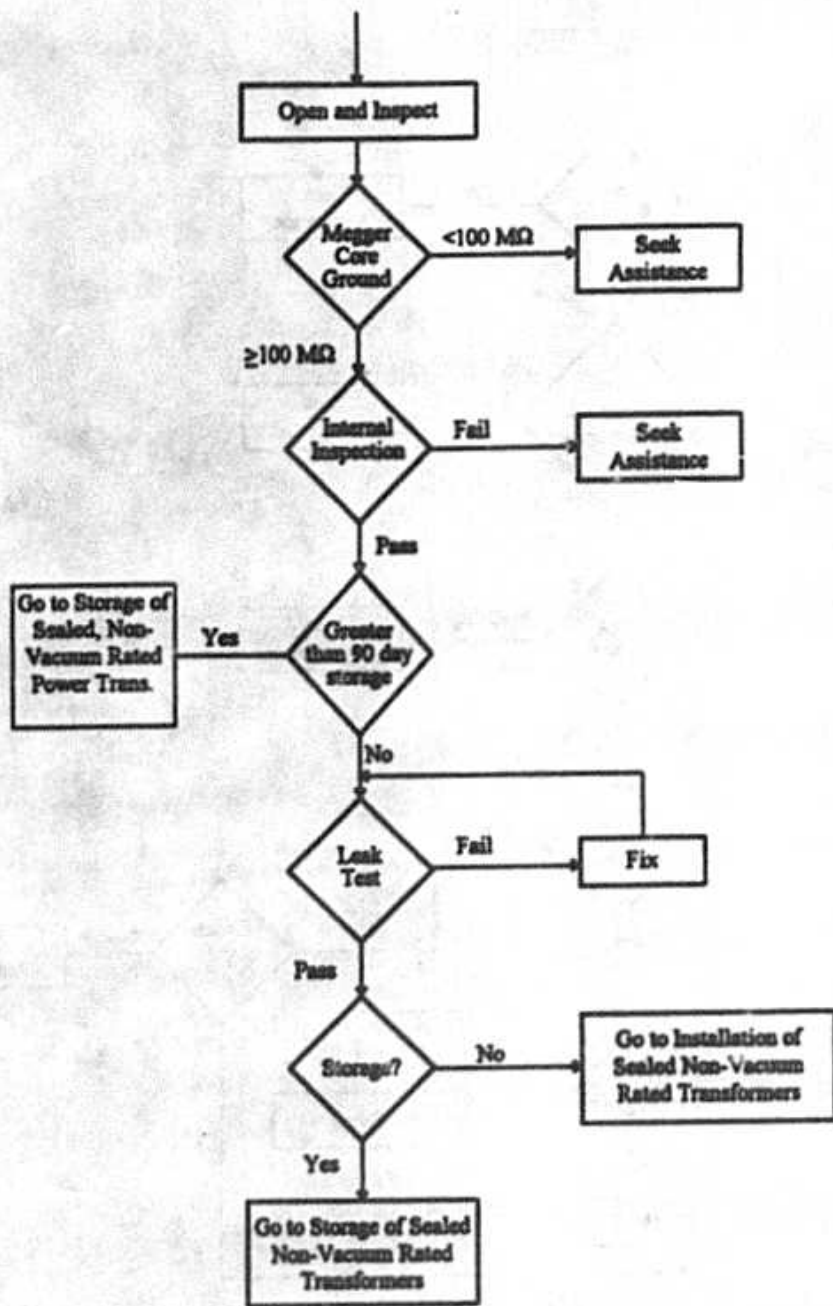 Open and Inspect
Megger
Core
Ground
<100 MΩ
Seek
Assistance
≥100 MΩ
Internal
Inspection
Fail
Seek
Assistance
Pass
Go to Storage of
Sealed, Non-
Vacuum Rated
Power Trans.
Yes
Greater
than 90 day
storage
No
Leak
Test
Fail
Fix
Pass
Storage?
No
Go to Installation of
Sealed Non-Vacuum
Rated Transformers
Yes
Go to Storage of Sealed
Non-Vacuum Rated
Transformers